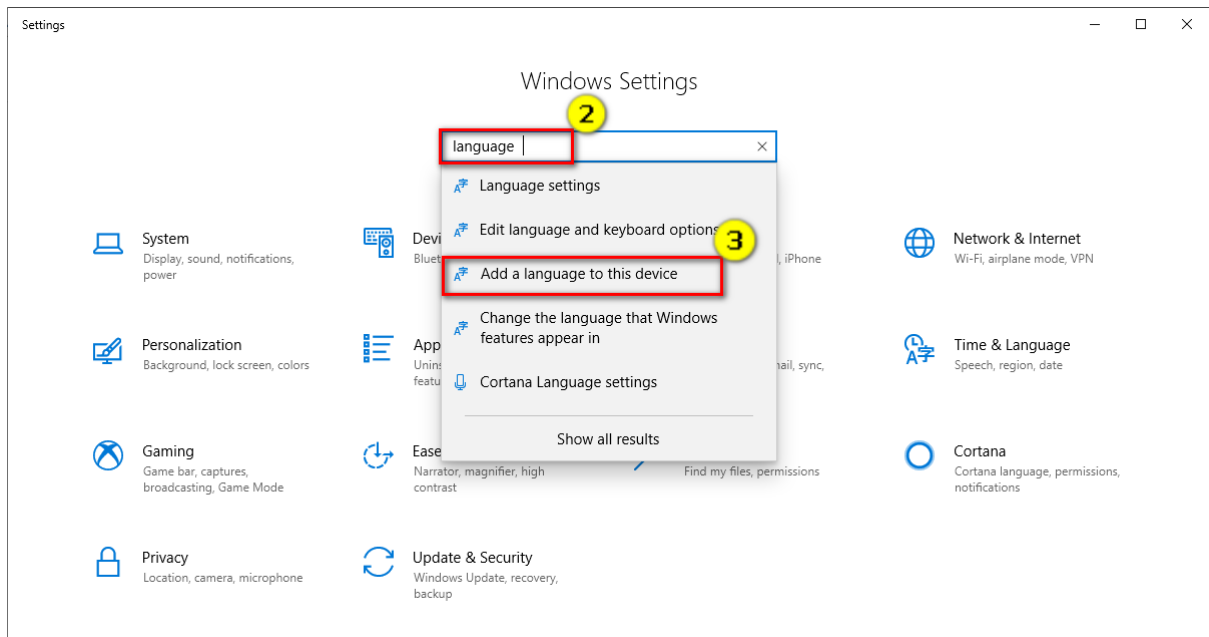 Settings
Windows Settings
2
language
Language settings
Edit language and keyboard options
3
Add a language to this device
Change the language that Windows
features appear in
Cortana Language settings
Show all results
System
Display, sound, notifications,
power
Devi
Bluet
, iPhone
Network & Internet
Wi-Fi, airplane mode, VPN
Personalization
Background, lock screen, colors
App
Unins
featu
ail, sync,
Time & Language
Speech, region, date
Gaming
Game bar, captures,
broadcasting, Game Mode
Ease
Narrator, magnifier, high
contrast
Find my files, permissions
Cortana
Cortana language, permissions,
notifications
Privacy
Location, camera, microphone
Update & Security
Windows Update, recovery,
backup